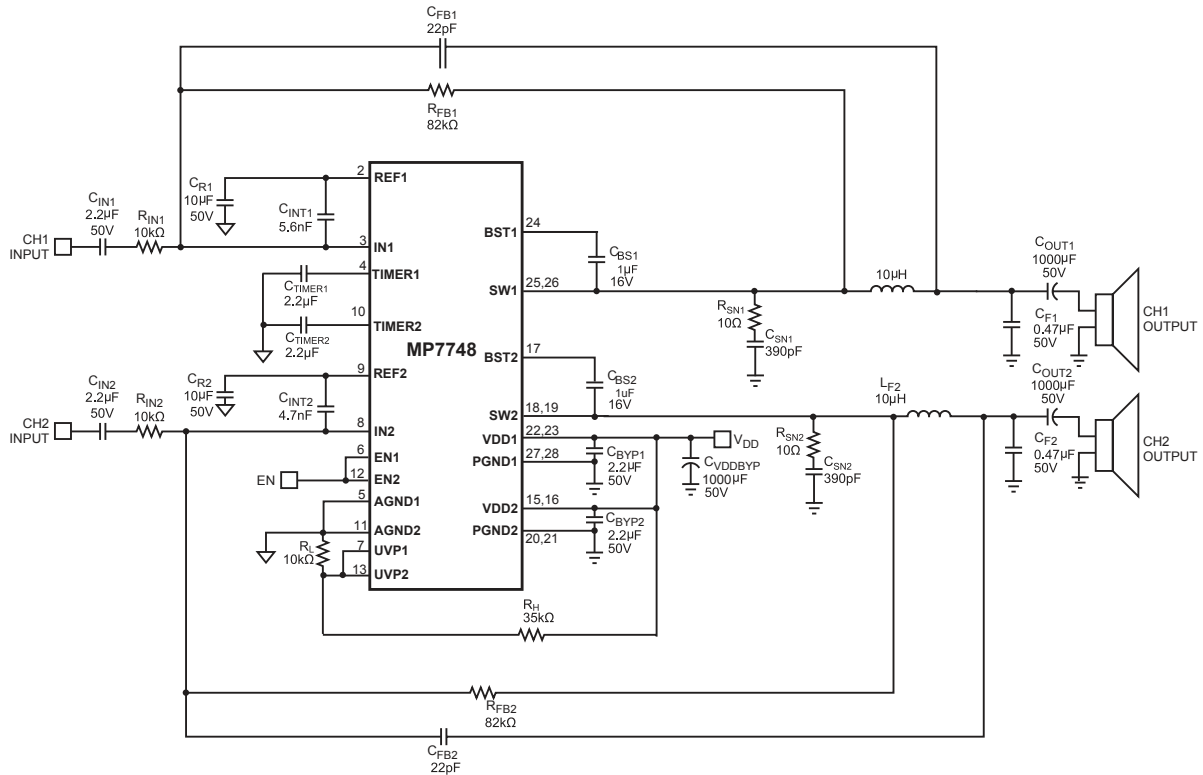 CFB1
22pF
RFB1
82kΩ
CR1
10µF
50V
CIN1
2.2µF
50V
RIN1
10kΩ
CH1
INPUT
CINT1
5.6nF
2
REF1
3
IN1
4
TIMER1
CTIMER1
2.2µF
10
TIMER2
CTIMER2
2.2µF
MP7748
24
BST1
CBS1
1µF
16V
25,26
SW1
RSN1
10Ω
CSN1
390pF
10µH
COUT1
1000µF
50V
CF1
0.47µF
50V
CH1
OUTPUT
17
BST2
CBS2
1uF
16V
18,19
SW2
RSN2
10Ω
CSN2
390pF
LF2
10µH
COUT2
1000µF
50V
CF2
0.47µF
50V
CH2
OUTPUT
9
REF2
CR2
10µF
50V
CIN2
2.2µF
50V
RIN2
10kΩ
CH2
INPUT
CINT2
4.7nF
8
IN2
6
EN1
EN
12
EN2
5
AGND1
11
AGND2
RL
10kΩ
7
UVP1
13
UVP2
22,23
VDD1
VDD
CBYP1
2.2µF
50V
27,28
PGND1
CVDDBYP
1000µF
50V
15,16
VDD2
CBYP2
2.2µF
50V
PGND2
20,21
RH
35kΩ
RFB2
82kΩ
CFB2
22pF